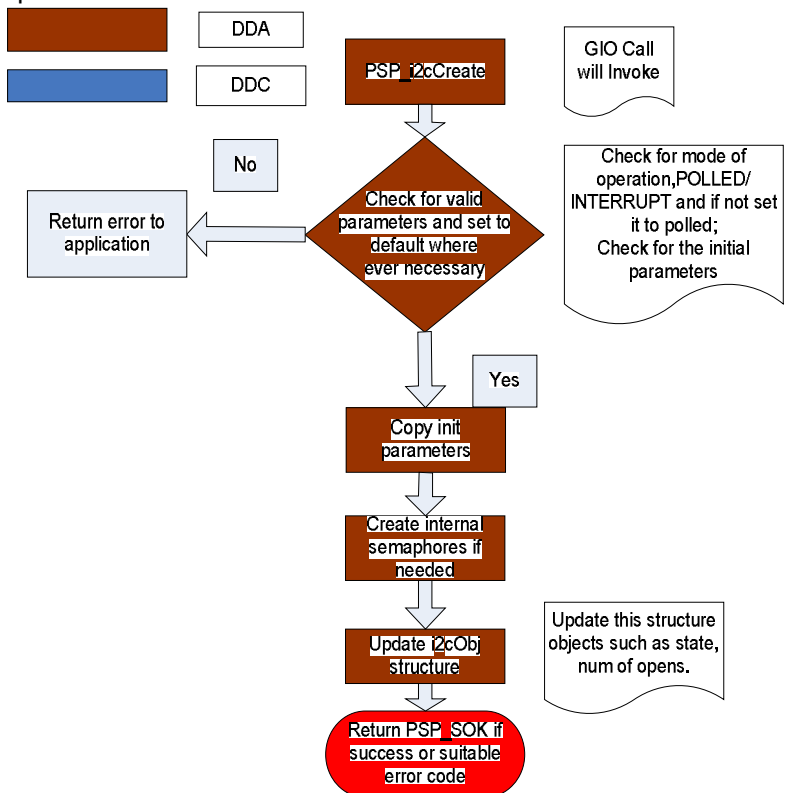 DDA
DDC
PSP_i2cCreate
GIO Call
will Invoke
No
Return error to
application
Check for valid
parameters and set to
default where
ever necessary
Check for mode of
operation,POLLED/
INTERRUPT and if not set
it to polled;
Check for the initial
parameters
Yes
Copy init
parameters
Create internal
semaphores if
needed
Update i2cObj
structure
Update this structure
objects such as state,
num of opens.
Return PSP_SOK if
success or suitable
error code